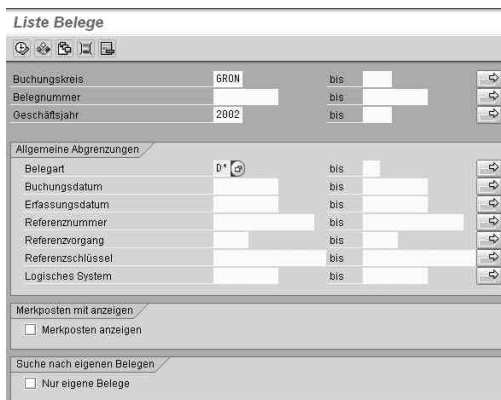 Liste Belege
Buchungskreis GRON bis
Belegnummer bis
Geschäftsjahr 2002 bis
Allgemeine Abgrenzungen
Belegart D* bis
Buchungsdatum bis
Erfassungsdatum bis
Referenznummer bis
Referenzvorgang bis
Referenzschlüssel bis
Logisches System bis
Merkposten mit anzeigen
Merkposten anzeigen
Suche nach eigenen Belegen
Nur eigene Belege